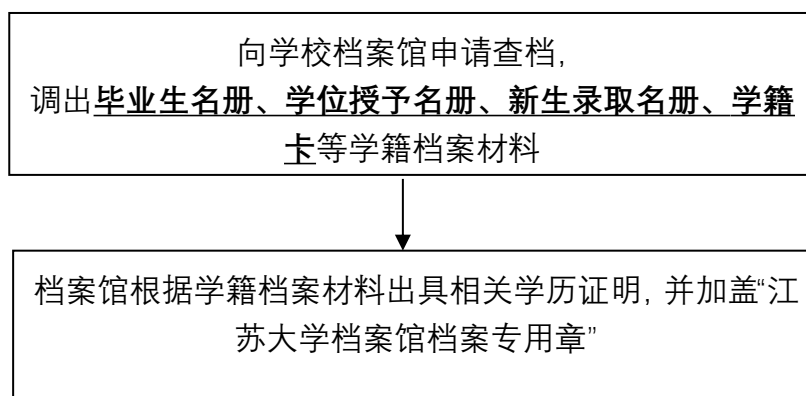 向学校档案馆申请查档,
调出毕业生名册、学位授予名册、新生录取名册、学籍
卡等学籍档案材料
档案馆根据学籍档案材料出具相关学历证明, 并加盖“江
苏大学档案馆档案专用章”